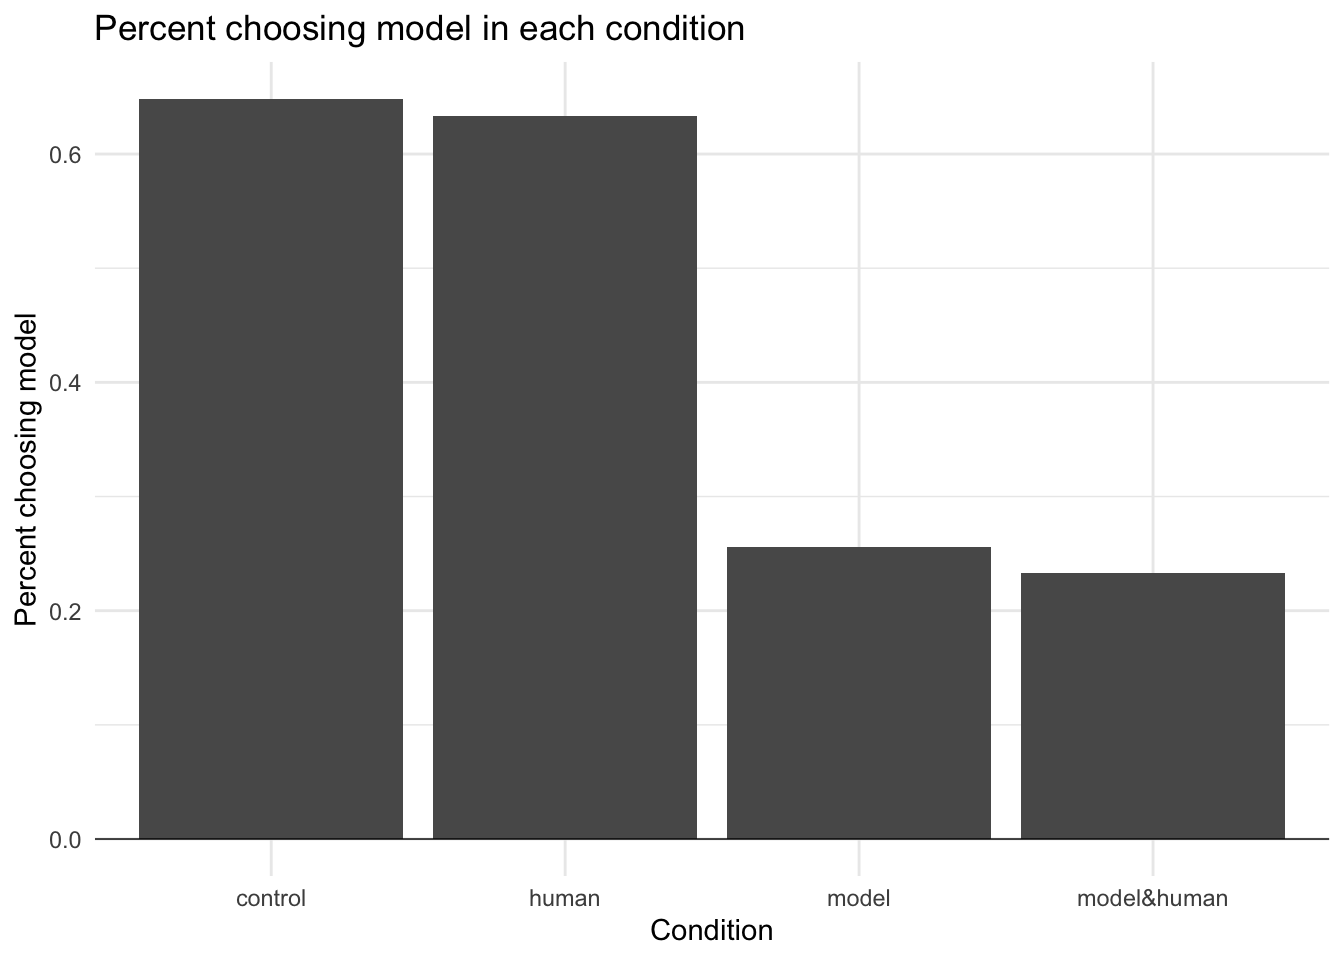 Percent choosing model in each condition
Percent choosing model
0.6
0.4
0.2
0.0
control
human
model
model&human
Condition